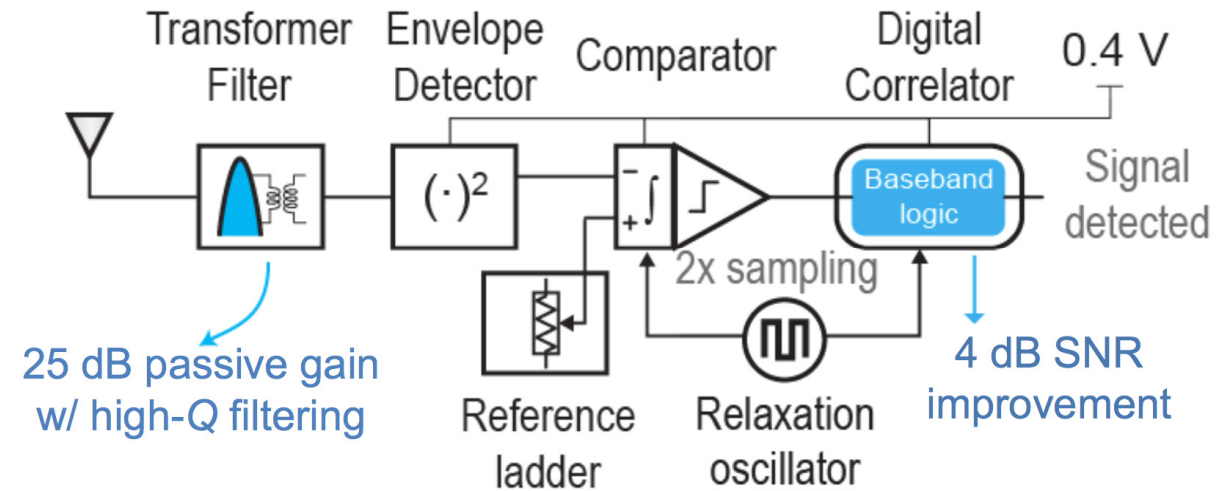 Transformer
Filter
Envelope
Detector
Comparator
Digital
Correlator
0.4 V
(·)²
-
+
∫
Baseband
logic
Signal
detected
2x sampling
25 dB passive gain
w/ high-Q filtering
Reference
ladder
Relaxation
oscillator
4 dB SNR
improvement